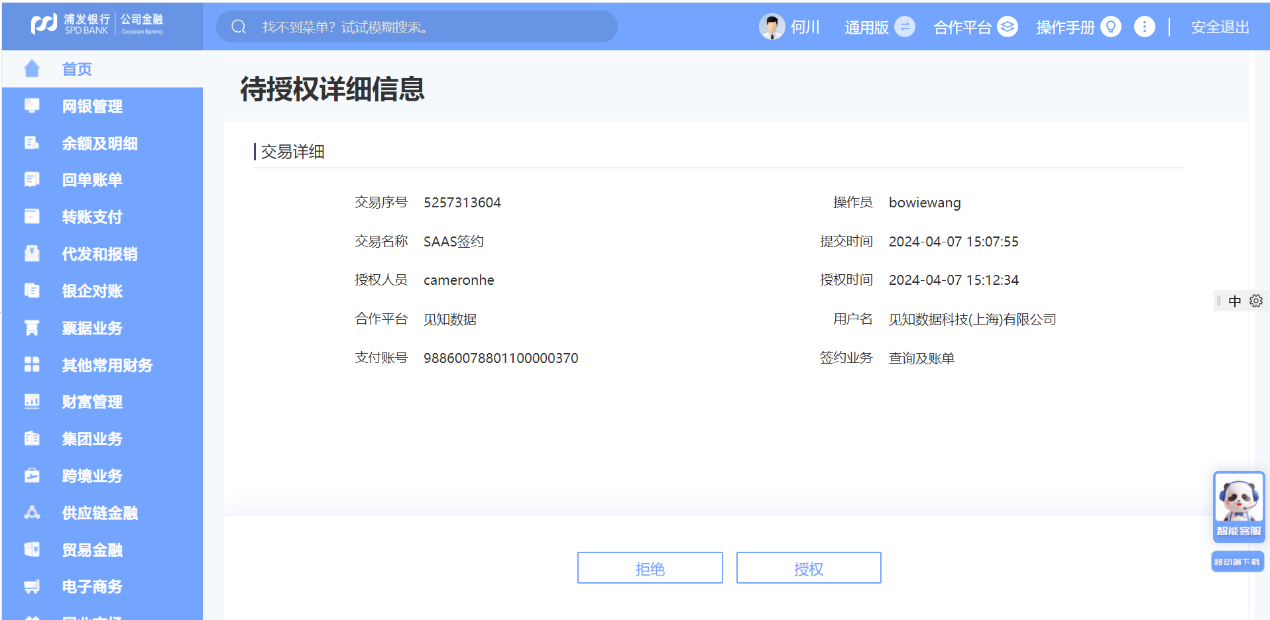 浦发银行 公司金融
SPD BANK Corporate Banking
找不到菜单? 试试模糊搜索。
何川 通用版 合作平台 操作手册 安全退出
首页
网银管理
余额及明细
回单账单
转账支付
代发和报销
银企对账
票据业务
其他常用财务
财富管理
集团业务
跨境业务
供应链金融
贸易金融
电子商务
待授权详细信息
交易详细
交易序号 5257313604 操作员 bowiewang
交易名称 SAAS签约 提交时间 2024-04-07 15:07:55
授权人员 cameronhe 授权时间 2024-04-07 15:12:34
合作平台 见知数据 用户名 见知数据科技(上海)有限公司
支付账号 98860078801100000370 签约业务 查询及账单
拒绝 授权
中
智能客服
移动端下载